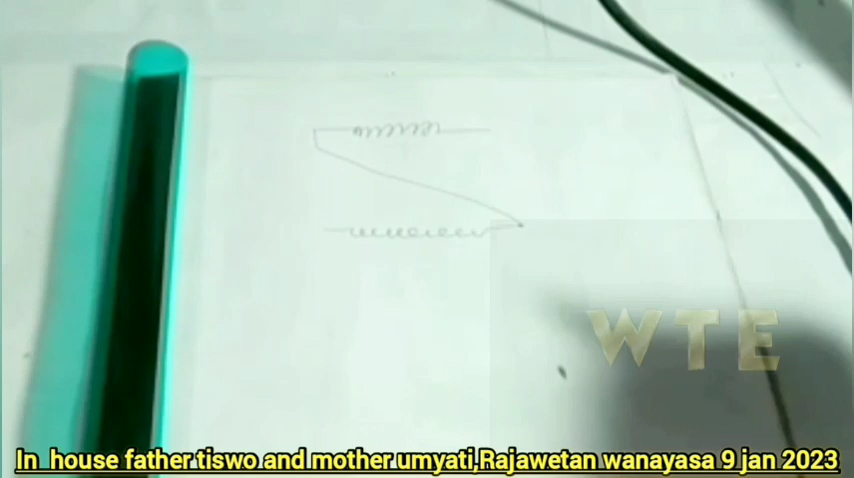 WTE
In house father tiswo and mother umyati,Rajawetan wanayasa 9 jan 2023